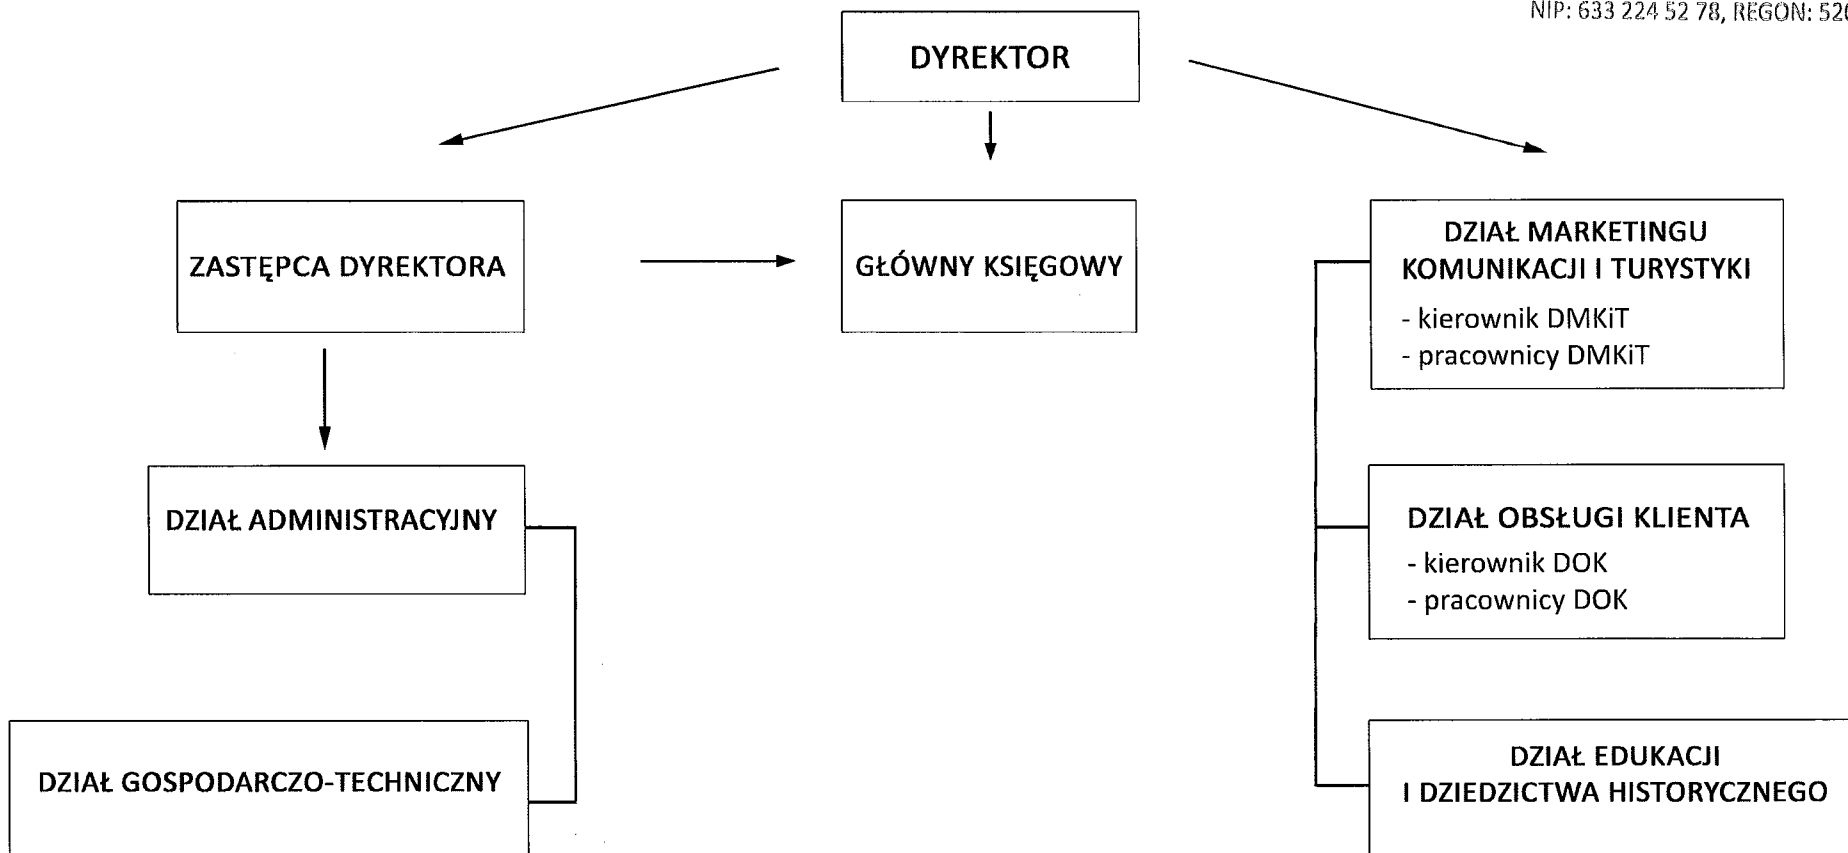 NIP: 633 224 52 78, REGON: 520
DYREKTOR
ZASTĘPCA DYREKTORA
GŁÓWNY KSIĘGOWY
DZIAŁ MARKETINGU
KOMUNIKACJI I TURYSTYKI
- kierownik DMKiT
- pracownicy DMKiT
DZIAŁ ADMINISTRACYJNY
DZIAŁ OBSŁUGI KLIENTA
- kierownik DOK
- pracownicy DOK
DZIAŁ GOSPODARCZO-TECHNICZNY
DZIAŁ EDUKACJI
I DZIEDZICTWA HISTORYCZNEGO